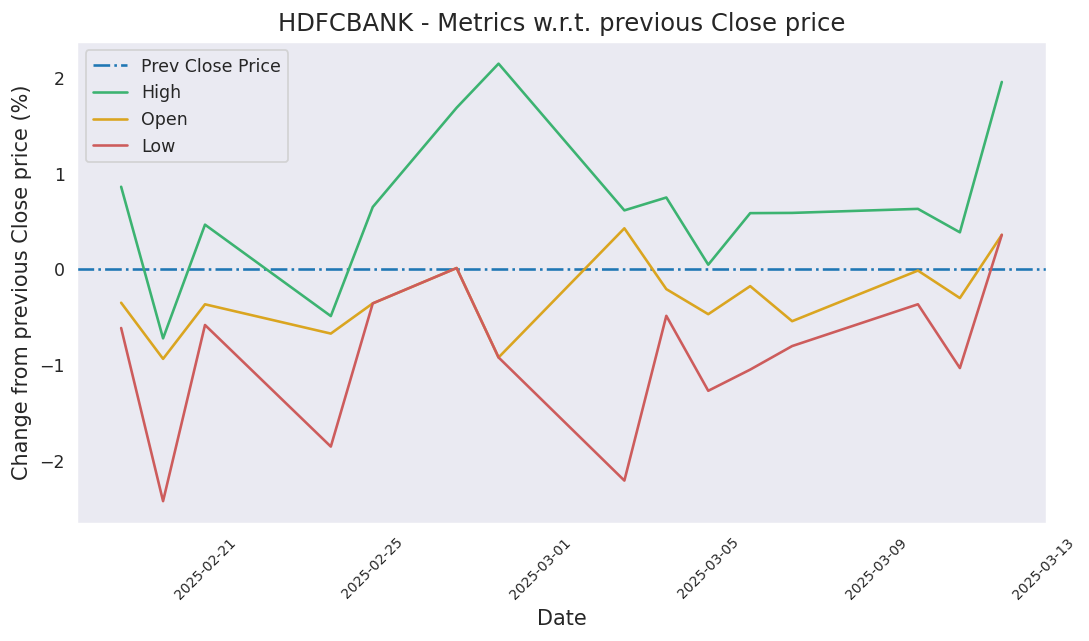 HDFCBANK - Metrics w.r.t. previous Close price
Change from previous Close price (%)
2
1
0
−1
−2
Prev Close Price
High
Open
Low
2025-02-21
2025-02-25
2025-03-01
2025-03-05
2025-03-09
2025-03-13
Date